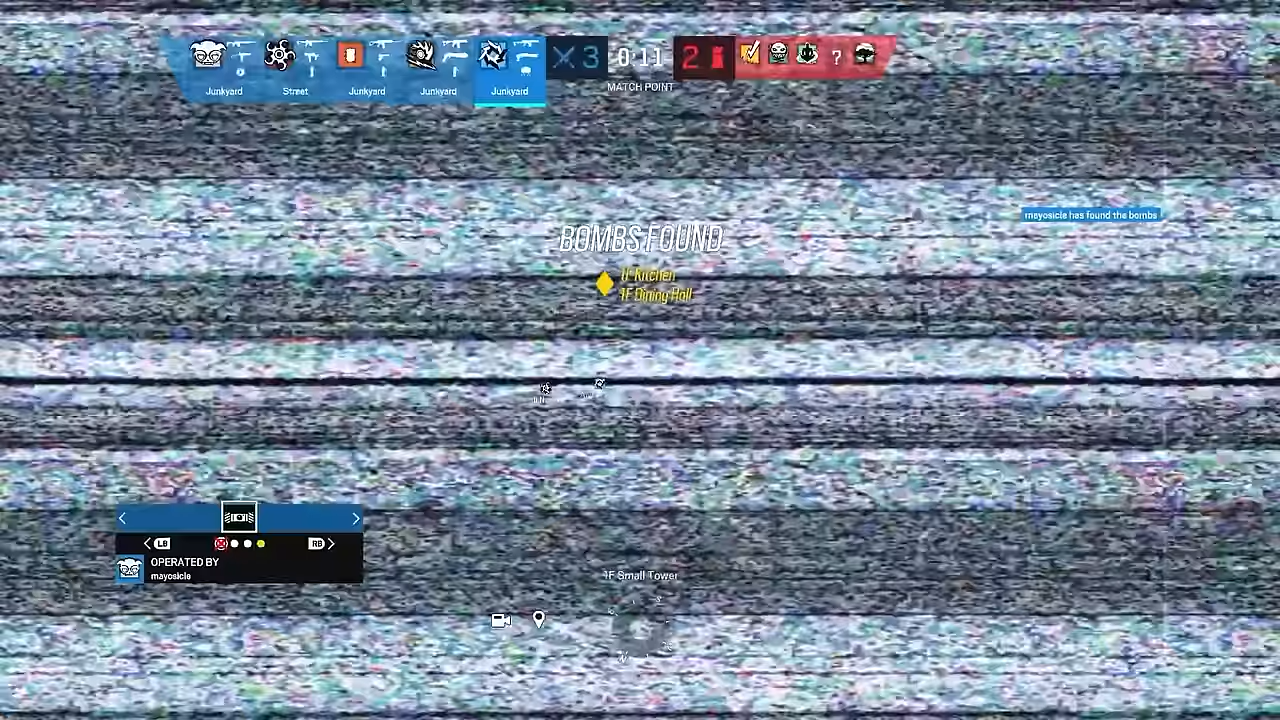 3 0:11 2 ?
Junkyard Street Junkyard Junkyard Junkyard
MATCH POINT
mayosicle has found the bombs
BOMBS FOUND
1F Kitchen
1F Dining Hall
LB RB
OPERATED BY
mayosicle
1F Small Tower